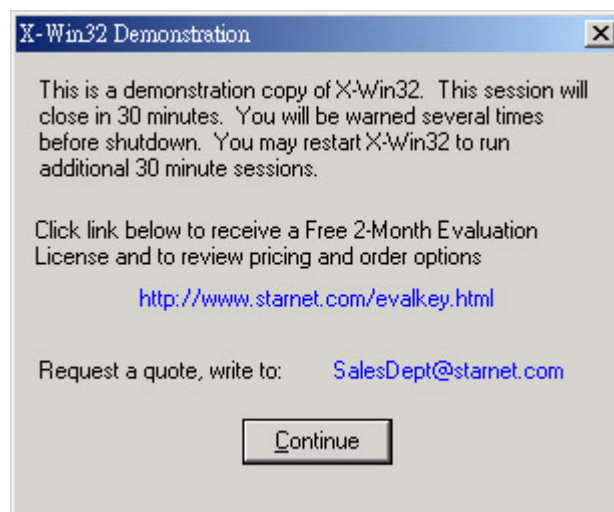 X-Win32 Demonstration
This is a demonstration copy of X-Win32. This session will
close in 30 minutes. You will be warned several times
before shutdown. You may restart X-Win32 to run
additional 30 minute sessions.
Click link below to receive a Free 2-Month Evaluation
License and to review pricing and order options
http://www.starnet.com/evalkey.html
Request a quote, write to: SalesDept@starnet.com
Continue